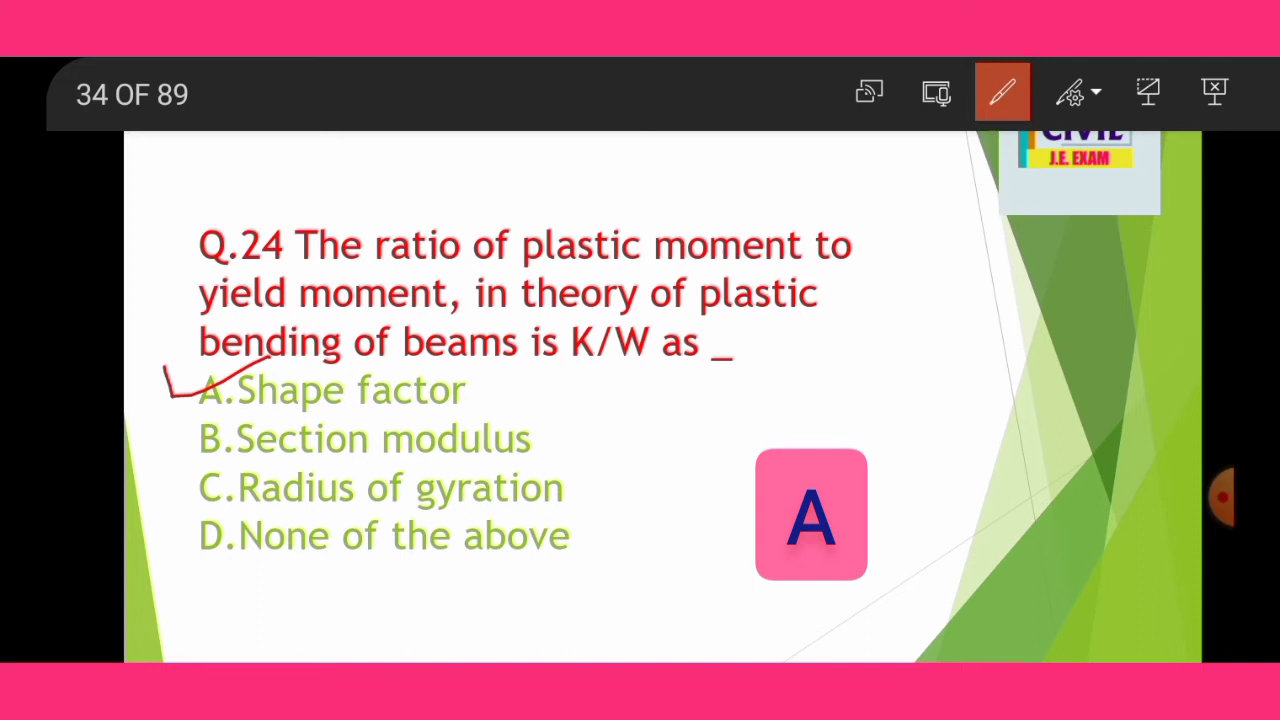 34 OF 89
CIVIL
J.E. EXAM
Q.24 The ratio of plastic moment to
yield moment, in theory of plastic
bending of beams is K/W as _
A.Shape factor
B.Section modulus
C.Radius of gyration
D.None of the above
A